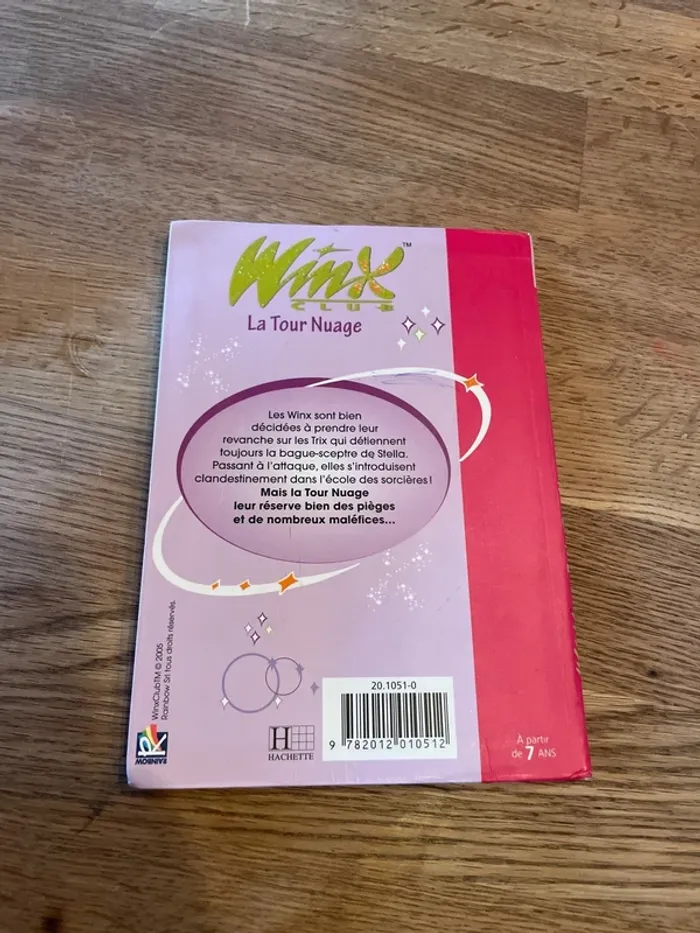 Winx™
CLUB
La Tour Nuage
Les Winx sont bien
décidées à prendre leur
revanche sur les Trix qui détiennent
toujours la bague-sceptre de Stella.
Passant à l'attaque, elles s'introduisent
clandestinement dans l'école des sorcières !
Mais la Tour Nuage
leur réserve bien des pièges
et de nombreux maléfices...
WinxClubTM © 2005
Rainbow Srl tous droits réservés.
RAINBOW
H
HACHETTE
20.1051-0
9 782012 010512
À partir
de 7 ANS